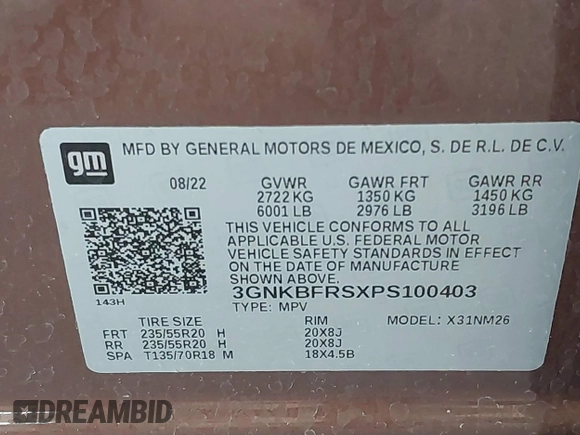 gm
MFD BY GENERAL MOTORS DE MEXICO, S. DE R.L. DE C.V.
08/22 GVWR GAWR FRT GAWR RR
2722 KG 1350 KG 1450 KG
6001 LB 2976 LB 3196 LB
THIS VEHICLE CONFORMS TO ALL
APPLICABLE U.S. FEDERAL MOTOR
VEHICLE SAFETY STANDARDS IN EFFECT
ON THE DATE OF MANUFACTURE
SHOWN ABOVE.
143H 3GNKBFRSXPS100403
TYPE: MPV MODEL: X31NM26
TIRE SIZE RIM
FRT 235/55R20 H 20X8J
RR 235/55R20 H 20X8J
SPA T135/70R18 M 18X4.5B
DREAMBID